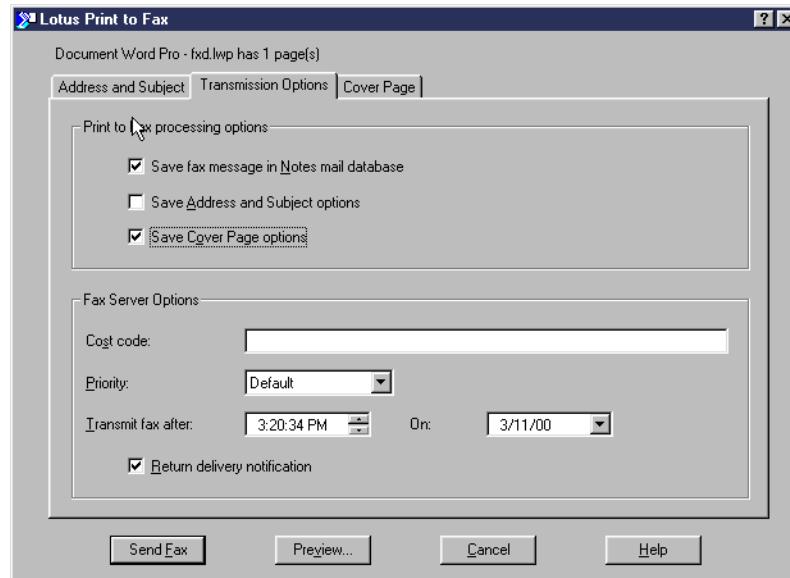 Lotus Print to Fax
Document Word Pro - fxd.lwp has 1 page(s)
Address and Subject Transmission Options Cover Page
Print to Fax processing options
Save fax message in Notes mail database
Save Address and Subject options
Save Cover Page options
Fax Server Options
Cost code:
Priority: Default
Transmit fax after: 3:20:34 PM On: 3/11/00
Return delivery notification
Send Fax Preview... Cancel Help